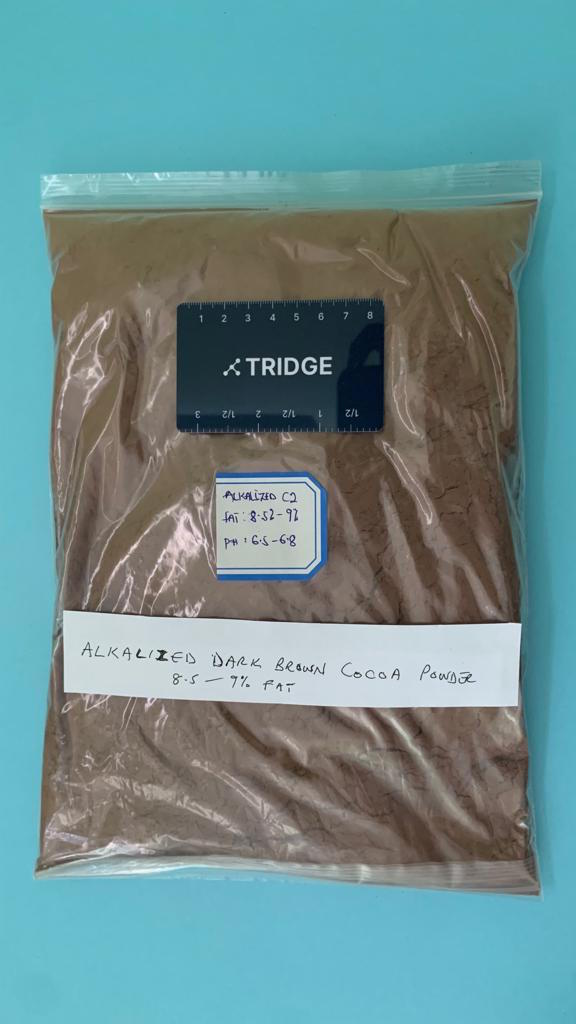 1 2 3 4 5 6 7 8
TRIDGE
3 1/2 2 1/2 1 1/2
ALKALIZED C2
FAT: 8.5%-9%
PH: 6.5-6.8
ALKALIZED DARK BROWN COCOA POWDER
8.5 — 9% FAT